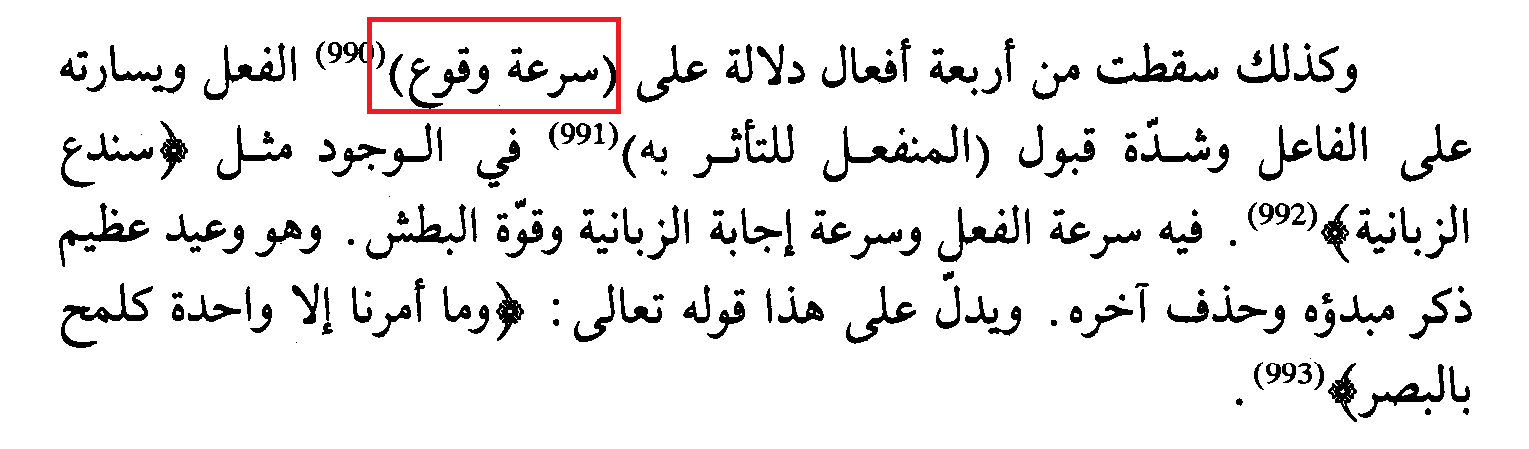 وكذلك سقطت من أربعة أفعال دلالة على (سرعة وقوع)(990) الفعل ويسارته
على الفاعل وشدّة قبول (المنفعل للتأثر به)(991) في الوجود مثل ﴿سندع
الزبانية﴾(992). فيه سرعة الفعل وسرعة إجابة الزبانية وقوّة البطش. وهو وعيد عظيم
ذكر مبدؤه وحذف آخره. ويدلّ على هذا قوله تعالى: ﴿وما أمرنا إلا واحدة كلمح
بالبصر﴾(993).